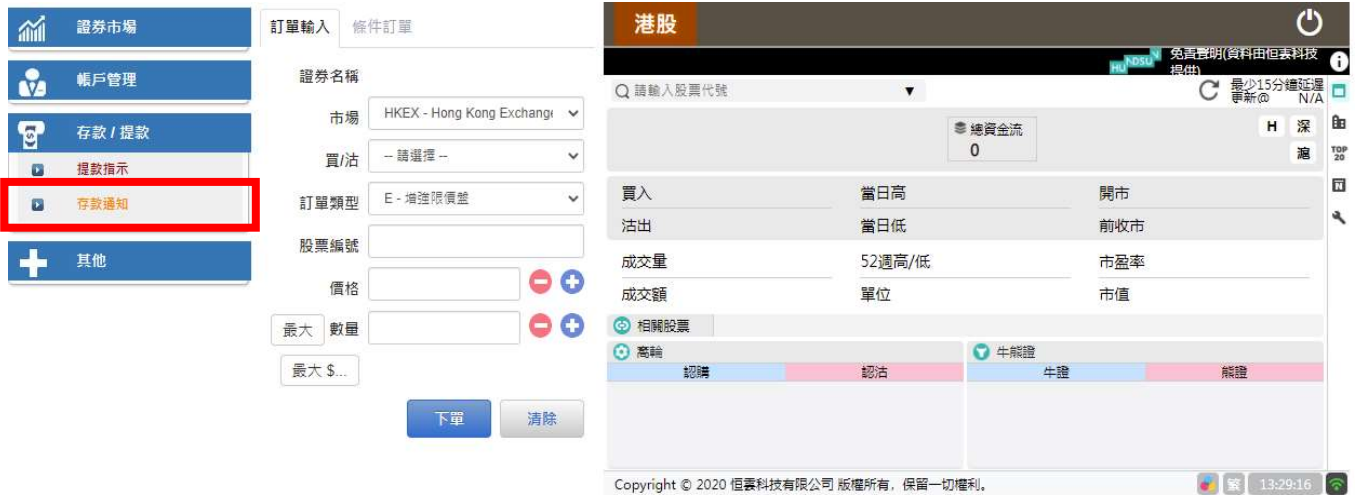 證券市場
帳戶管理
存款 / 提款
提款指示
存款通知
其他
訂單輸入 條件訂單
證券名稱
市場 HKEX - Hong Kong Exchange
買/沽 -- 請選擇 --
訂單類型 E - 增強限價盤
股票編號
價格
最大 數量
最大 $...
下單 清除
港股
HUNDSUN 免責聲明(資料由恒雲科技
提供)
請輸入股票代號 ▼ 最少15分鐘延遲
更新@ N/A
總資金流
0
H 深
滬
TOP
20
N
買入 當日高 開市
沽出 當日低 前收市
成交量 52週高/低 市盈率
成交額 單位 市值
相關股票
窩輪 牛熊證
認購 認沽 牛證 熊證
Copyright © 2020 恒雲科技有限公司 版權所有，保留一切權利。 繁 13:29:16